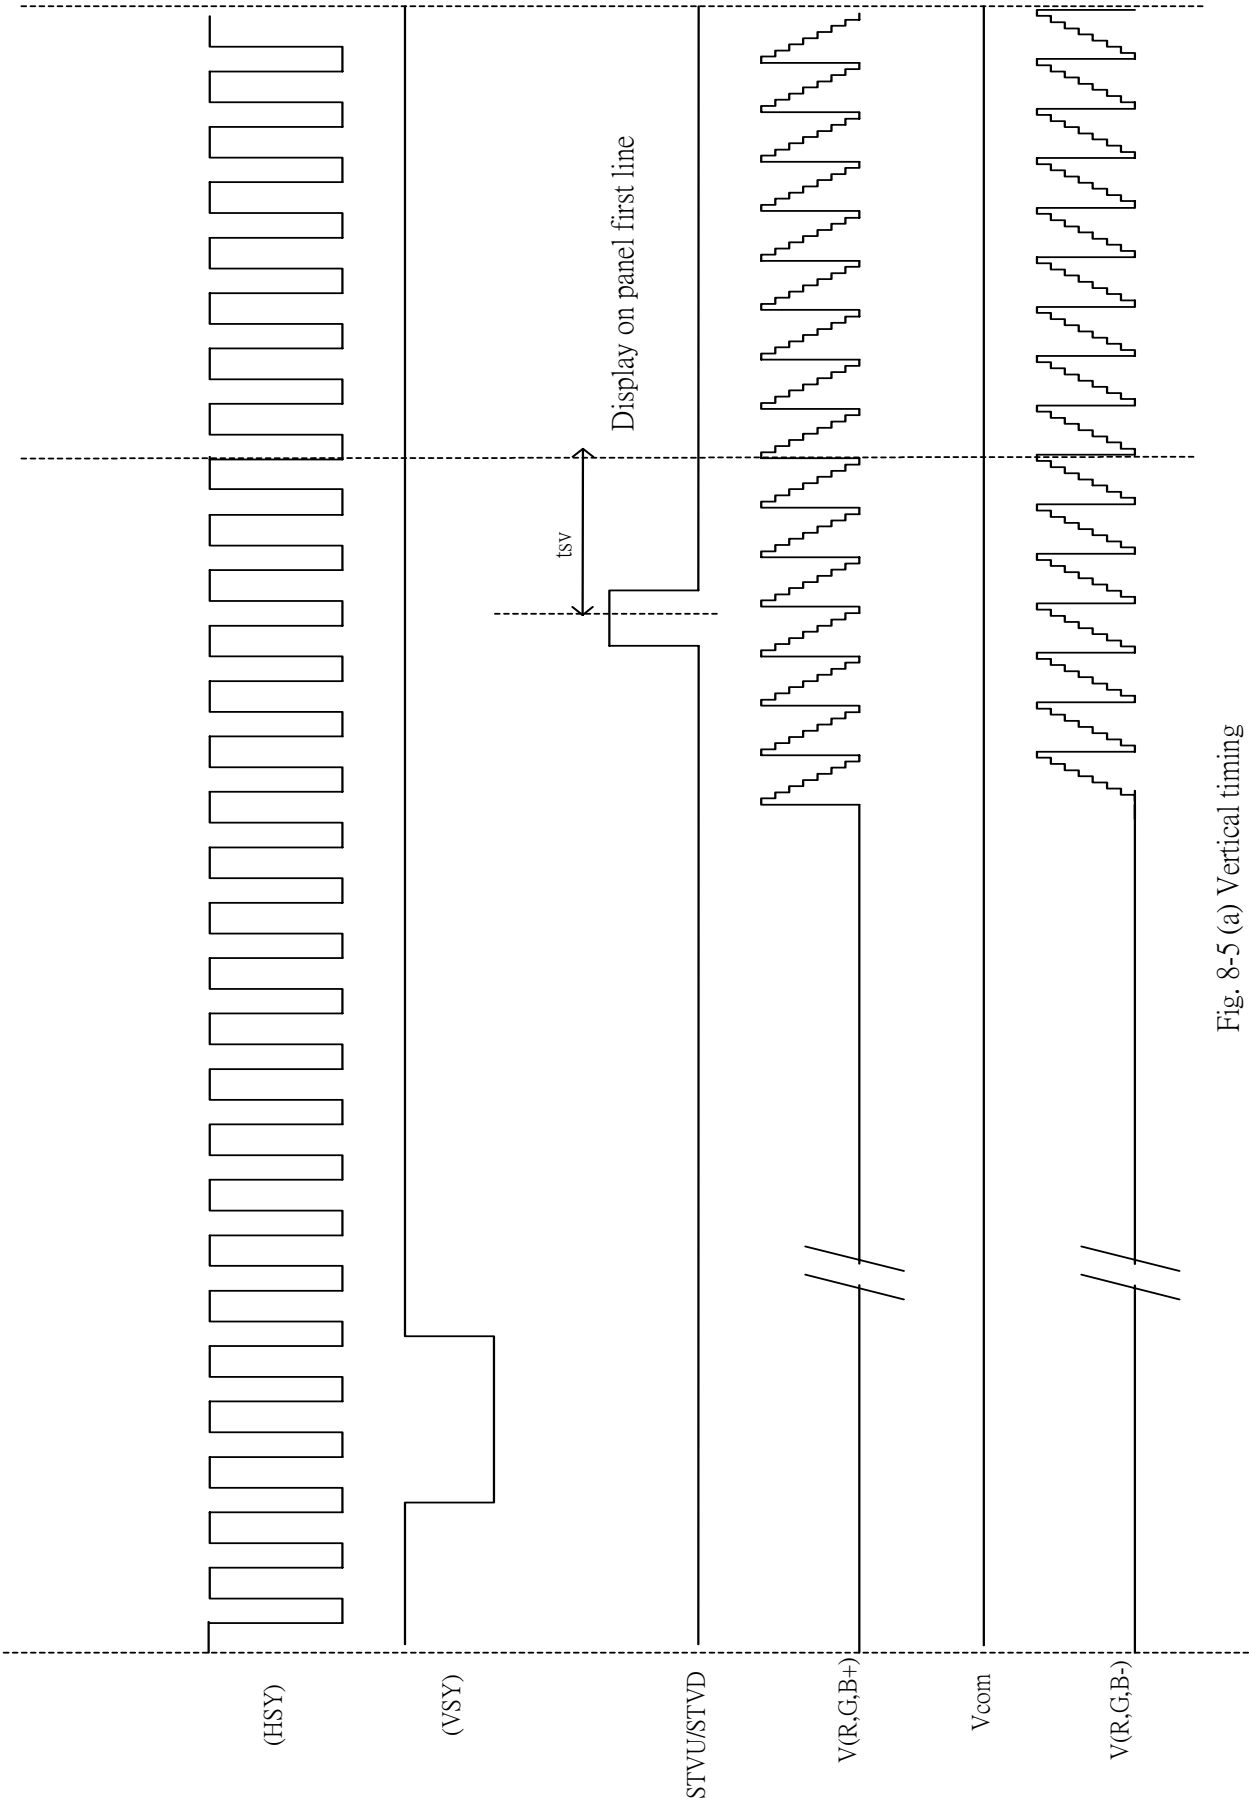 (HSY)
(VSY)
tsv
Display on panel first line
STVU/STVD
V(R,G,B+)
Vcom
V(R,G,B-)
Fig. 8-5 (a) Vertical timing